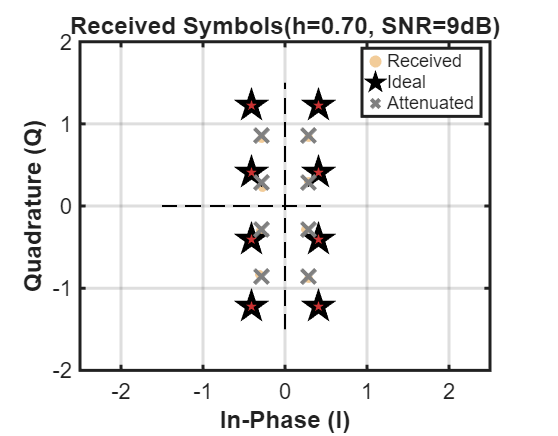 Received Symbols(h=0.70, SNR=9dB)
Received
Ideal
Attenuated
2
1
0
-1
-2
Quadrature (Q)
-2 -1 0 1 2
In-Phase (I)